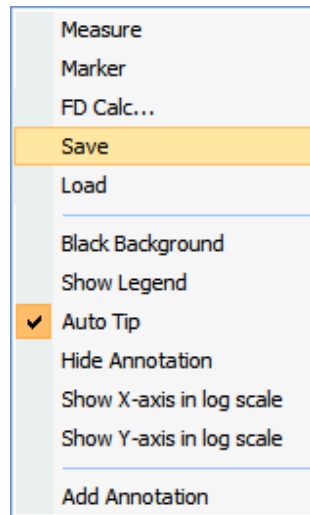 Measure
Marker
FD Calc...
Save
Load
Black Background
Show Legend
Auto Tip
Hide Annotation
Show X-axis in log scale
Show Y-axis in log scale
Add Annotation